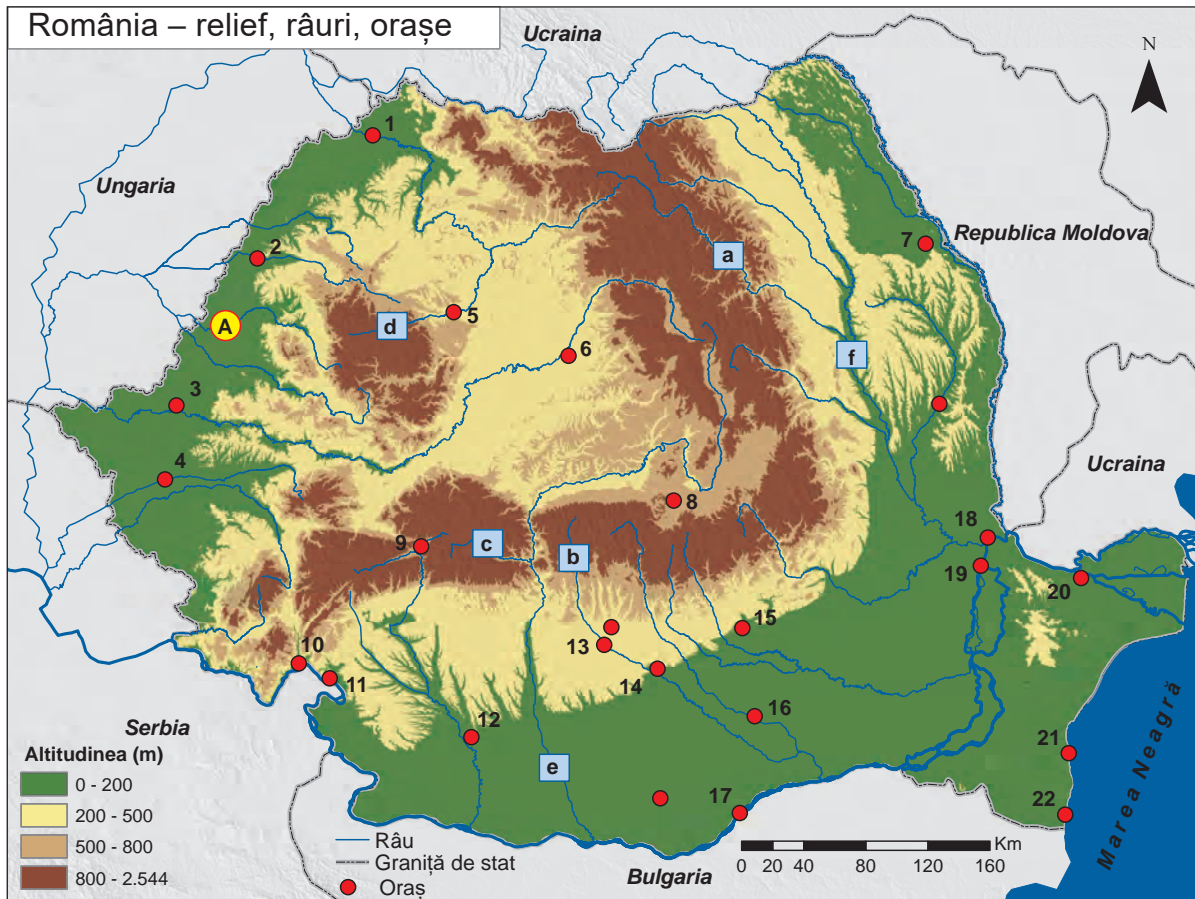 România – relief, râuri, orașe
Ucraina
N
1
Ungaria
2
7
Republica Moldova
a
A
d
5
6
f
3
4
Ucraina
8
9
c
b
18
19
20
10
11
13
15
14
12
16
Serbia
e
17
21
22
Marea Neagră
Altitudinea (m)
0 - 200
200 - 500
500 - 800
800 - 2.544
Râu
Graniță de stat
Oraș
Bulgaria
Km
0 40 80 120 160